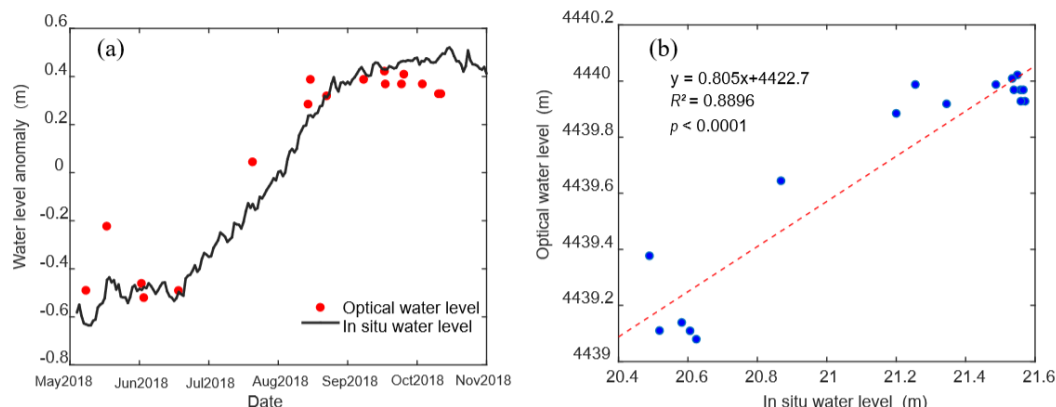 (a)
Water level anomaly (m)
0.6
0.4
0.2
0
-0.2
-0.4
-0.6
-0.8
Optical water level
In situ water level
May2018 Jun2018 Jul2018 Aug2018 Sep2018 Oct2018 Nov2018
Date
(b)
Optical water level (m)
4440.2
4440
4439.8
4439.6
4439.4
4439.2
4439
y = 0.805x+4422.7
R² = 0.8896
p < 0.0001
20.4 20.6 20.8 21 21.2 21.4 21.6
In situ water level (m)